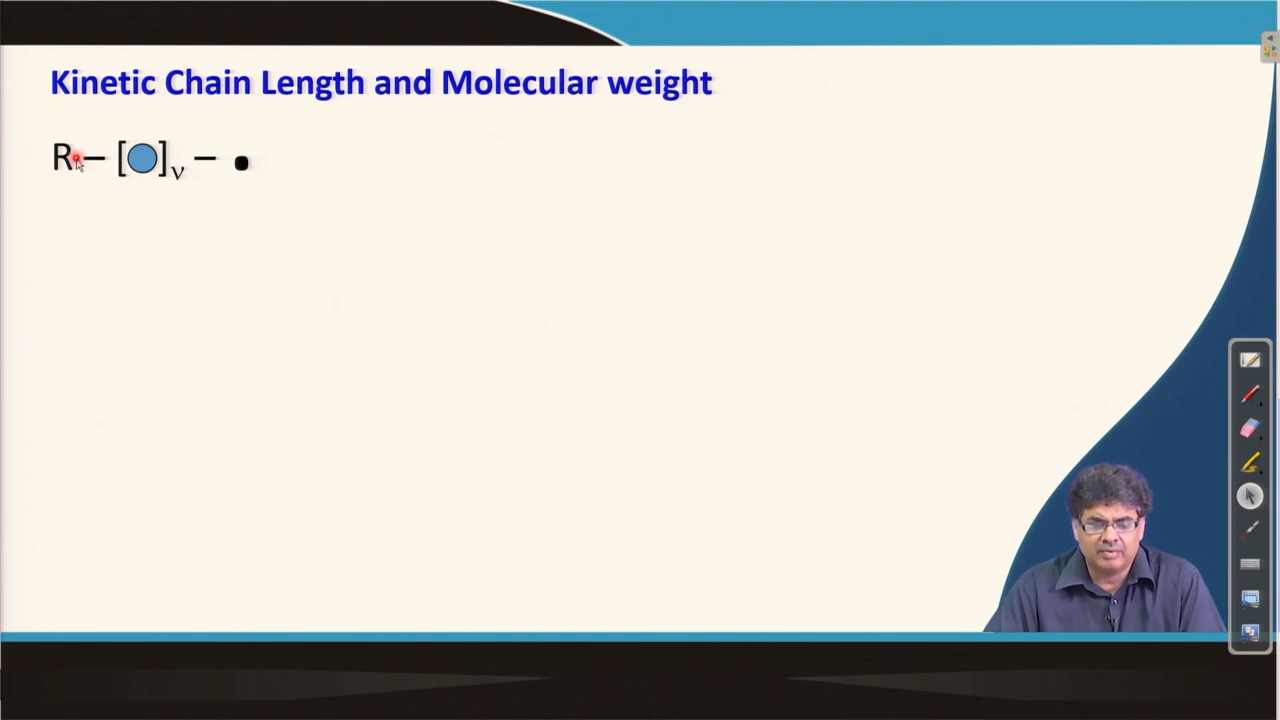 Kinetic Chain Length and Molecular weight
R – [ ]ν – •